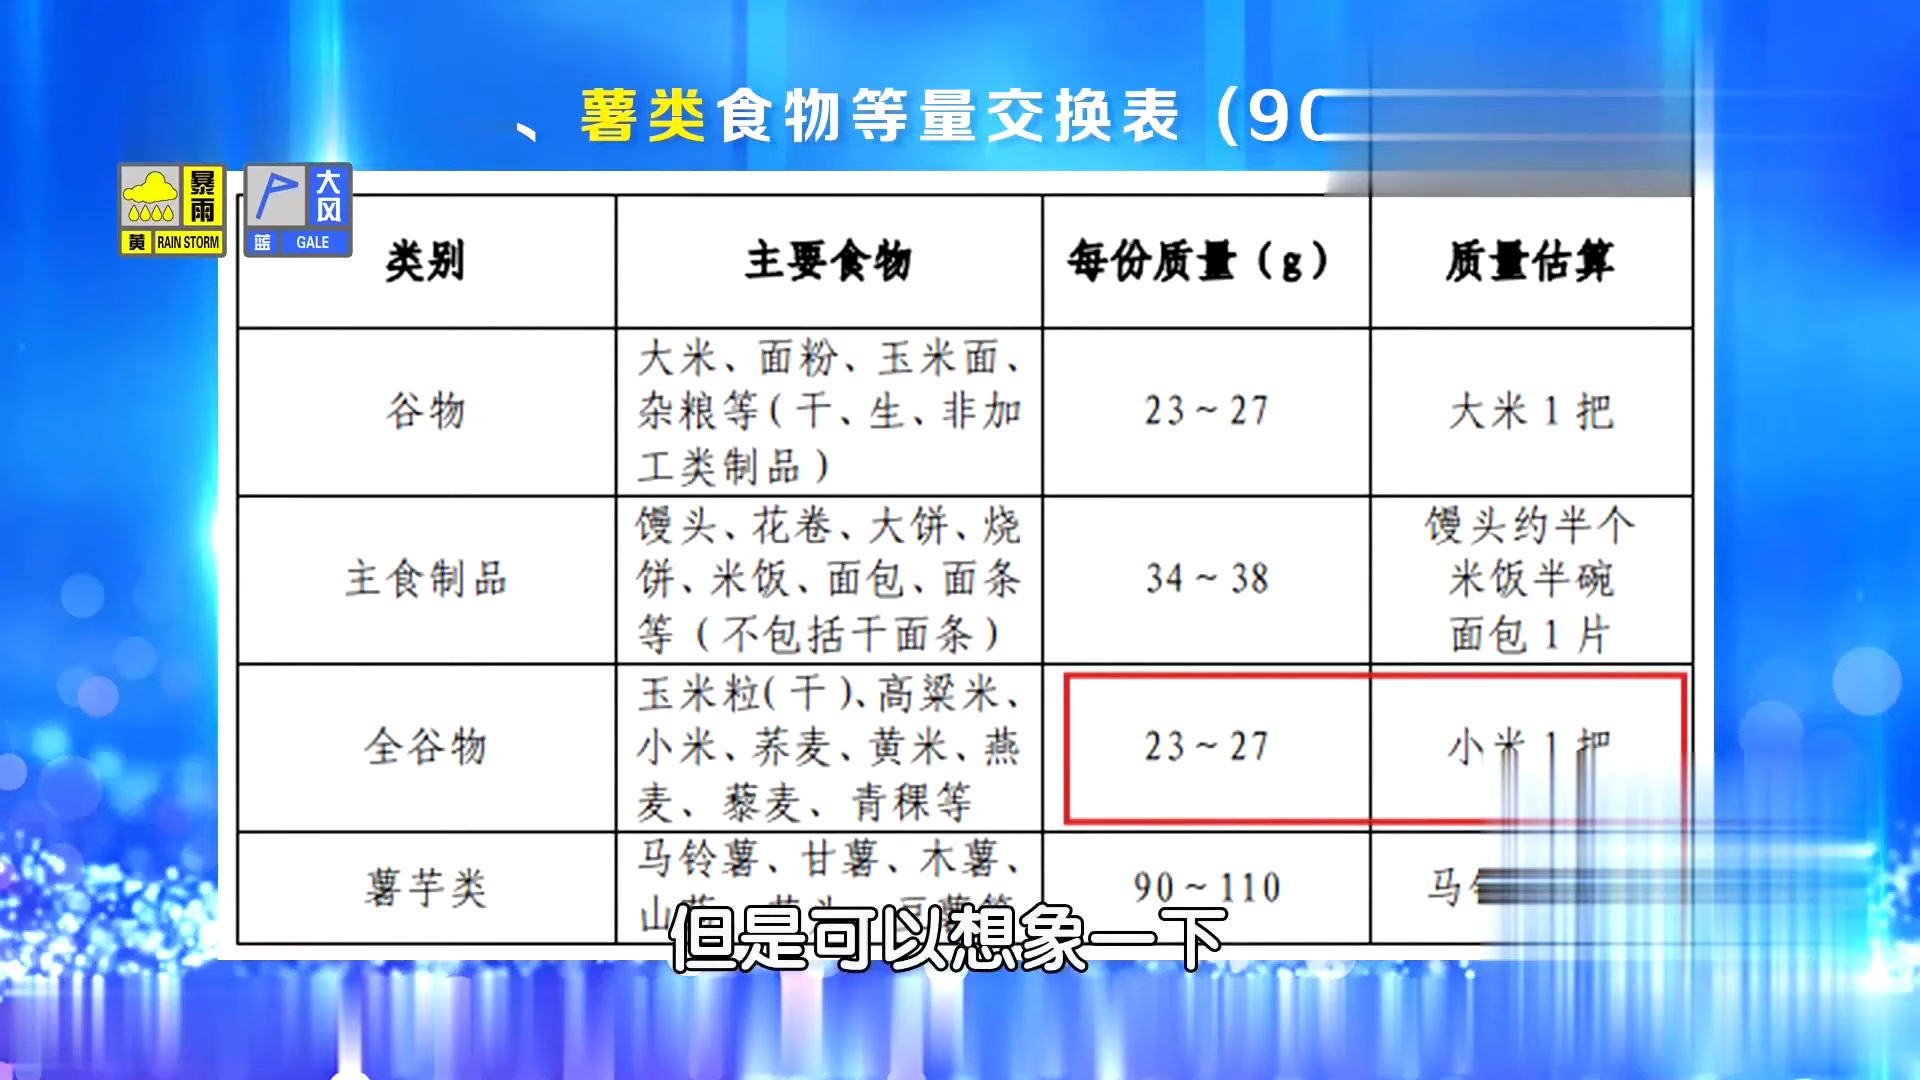 、薯类食物等量交换表(90
暴雨
黄 RAIN STORM
大风
蓝 GALE
类别 主要食物 每份质量(g) 质量估算
谷物 大米、面粉、玉米面、 23～27 大米1把
杂粮等(干、生、非加
工类制品)
主食制品 馒头、花卷、大饼、烧 34～38 馒头约半个
饼、米饭、面包、面条 米饭半碗
等(不包括干面条) 面包1片
全谷物 玉米粒(干)、高粱米、 23～27 小米1把
小米、荞麦、黄米、燕
麦、藜麦、青稞等
薯芋类 马铃薯、甘薯、木薯、 90～110 马铃
山
但是可以想象一下